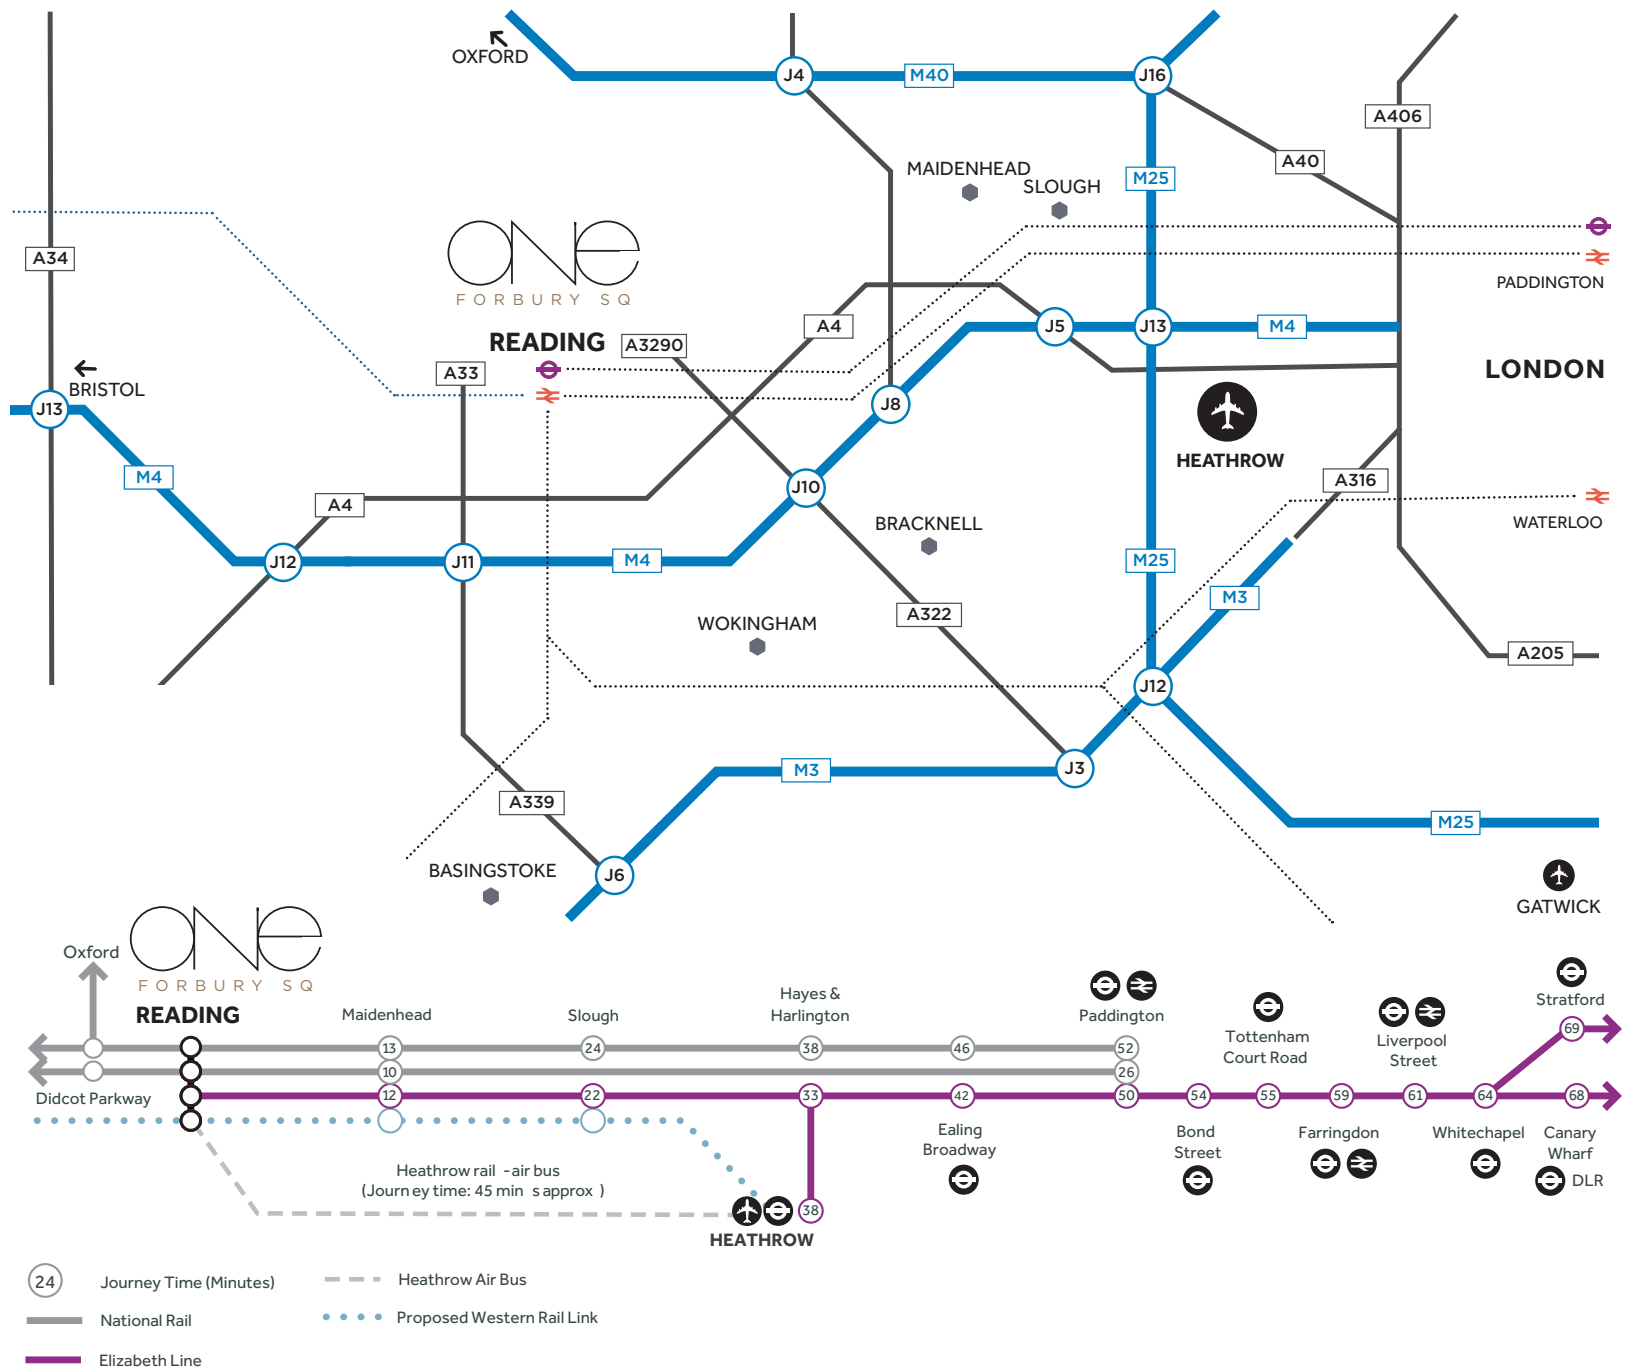 OXFORD
J4
M40
J16
A406
A40
MAIDENHEAD
SLOUGH
M25
ONE
FORBURY SQ
READING
A34
PADDINGTON
A4
J5
J13
M4
A3290
A33
BRISTOL
J13
J8
LONDON
HEATHROW
M4
A4
J10
A316
WATERLOO
BRACKNELL
J12
J11
M4
M25
M3
A322
WOKINGHAM
A205
J12
M3
J3
A339
M25
BASINGSTOKE
J6
GATWICK
ONE
FORBURY SQ
READING
Oxford
Maidenhead
Slough
Hayes &
Harlington
Paddington
Tottenham
Court Road
Liverpool
Street
Stratford
69
13
24
38
46
52
10
26
Didcot Parkway
12
22
33
42
50
54
55
59
61
64
68
Ealing
Broadway
Bond
Street
Farringdon
Whitechapel
Canary
Wharf
DLR
Heathrow rail -air bus
(Journ ey time: 45 min s approx )
38
HEATHROW
24
Journey Time (Minutes)
Heathrow Air Bus
National Rail
Proposed Western Rail Link
Elizabeth Line